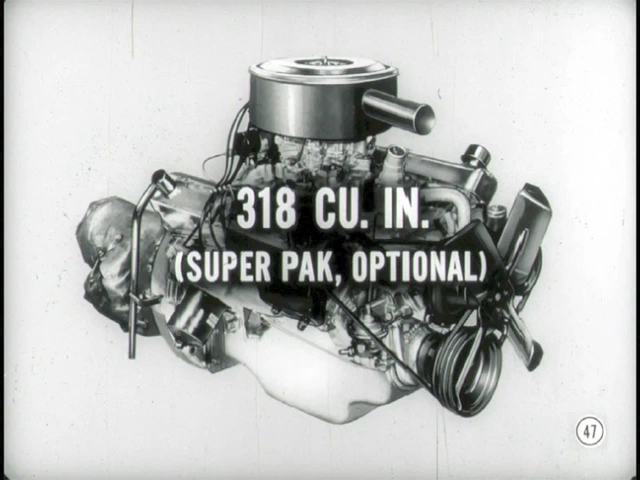 318 CU. IN.
(SUPER PAK, OPTIONAL)
47